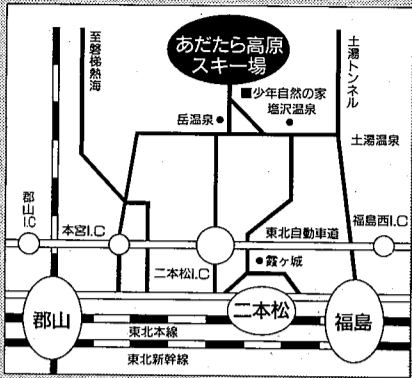 あだたら高原
スキー場
至磐梯熱海
土湯トンネル
■少年自然の家
岳温泉
塩沢温泉
土湯温泉
郡山I.C
本宮I.C
東北自動車道
福島西I.C
二本松I.C
霞ヶ城
郡山
二本松
福島
東北本線
東北新幹線